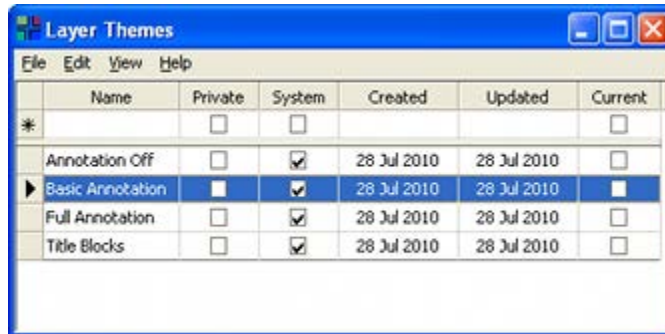 Layer Themes
File Edit View Help
Name Private System Created Updated Current
Annotation Off 28 Jul 2010 28 Jul 2010
Basic Annotation 28 Jul 2010 28 Jul 2010
Full Annotation 28 Jul 2010 28 Jul 2010
Title Blocks 28 Jul 2010 28 Jul 2010